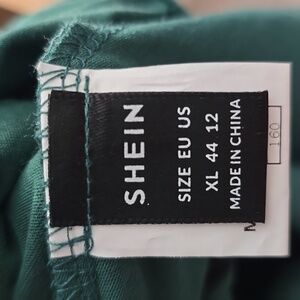 SHEIN
SIZE EU US
XL 44 12
MADE IN CHINA
160